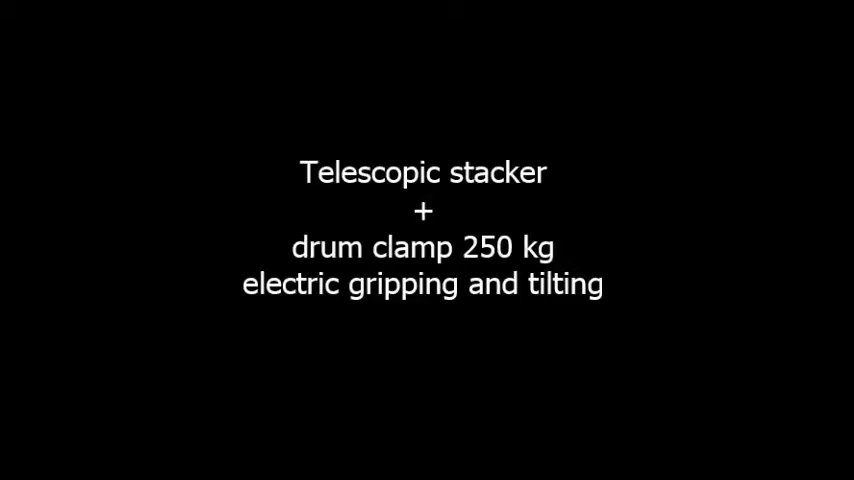 Telescopic stacker
+
drum clamp 250 kg
electric gripping and tilting